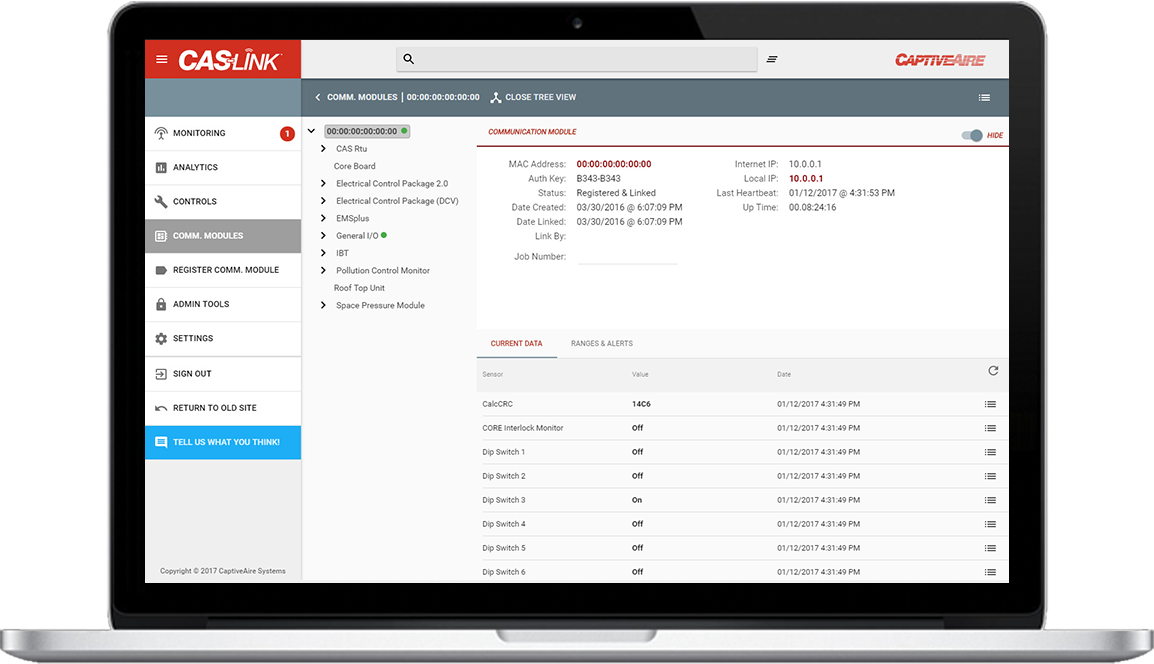 CASLINK
CAPTIVEAIRE
COMM. MODULES | 00:00:00:00:00:00
CLOSE TREE VIEW
MONITORING 1
ANALYTICS
CONTROLS
COMM. MODULES
REGISTER COMM. MODULE
ADMIN TOOLS
SETTINGS
SIGN OUT
RETURN TO OLD SITE
TELL US WHAT YOU THINK!
Copyright © 2017 CaptiveAire Systems
00:00:00:00:00:00
CAS Rtu
Core Board
Electrical Control Package 2.0
Electrical Control Package (DCV)
EMSplus
General I/O
IBT
Pollution Control Monitor
Roof Top Unit
Space Pressure Module
COMMUNICATION MODULE
HIDE
MAC Address: 00:00:00:00:00:00
Auth Key: B343-B343
Status: Registered & Linked
Date Created: 03/30/2016 @ 6:07:09 PM
Date Linked: 03/30/2016 @ 6:07:09 PM
Link By:
Job Number:
Internet IP: 10.0.0.1
Local IP: 10.0.0.1
Last Heartbeat: 01/12/2017 @ 4:31:53 PM
Up Time: 00.08:24:16
CURRENT DATA RANGES & ALERTS
Sensor Value Date
CalcCRC 14C6 01/12/2017 4:31:49 PM
CORE Interlock Monitor Off 01/12/2017 4:31:49 PM
Dip Switch 1 Off 01/12/2017 4:31:49 PM
Dip Switch 2 Off 01/12/2017 4:31:49 PM
Dip Switch 3 On 01/12/2017 4:31:49 PM
Dip Switch 4 Off 01/12/2017 4:31:49 PM
Dip Switch 5 Off 01/12/2017 4:31:49 PM
Dip Switch 6 Off 01/12/2017 4:31:49 PM